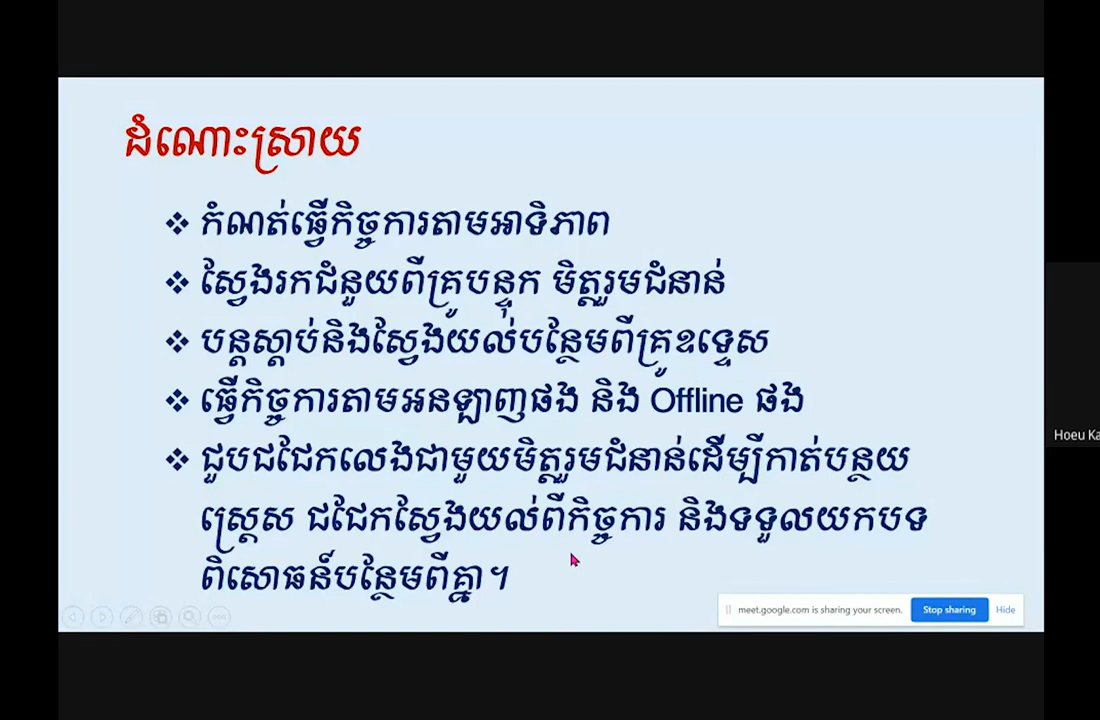 ដំណោះស្រាយ
❖ កំណត់ធ្វើកិច្ចការតាមអាទិភាព
❖ ស្វែងរកជំនួយពីគ្រូបន្ទុក មិត្តរួមជំនាន់
❖ បន្តស្តាប់និងស្វែងយល់បន្ថែមពីគ្រូឧទ្ទេស
❖ ធ្វើកិច្ចការតាមអនឡាញផង និង Offline ផង
❖ ជួបជជែកលេងជាមួយមិត្តរួមជំនាន់ដើម្បីកាត់បន្ថយ
ស្ត្រេស ជជែកស្វែងយល់ពីកិច្ចការ និងទទួលយកបទ
ពិសោធន៍បន្ថែមពីគ្នា។
meet.google.com is sharing your screen. Stop sharing Hide
Hoeu Ka